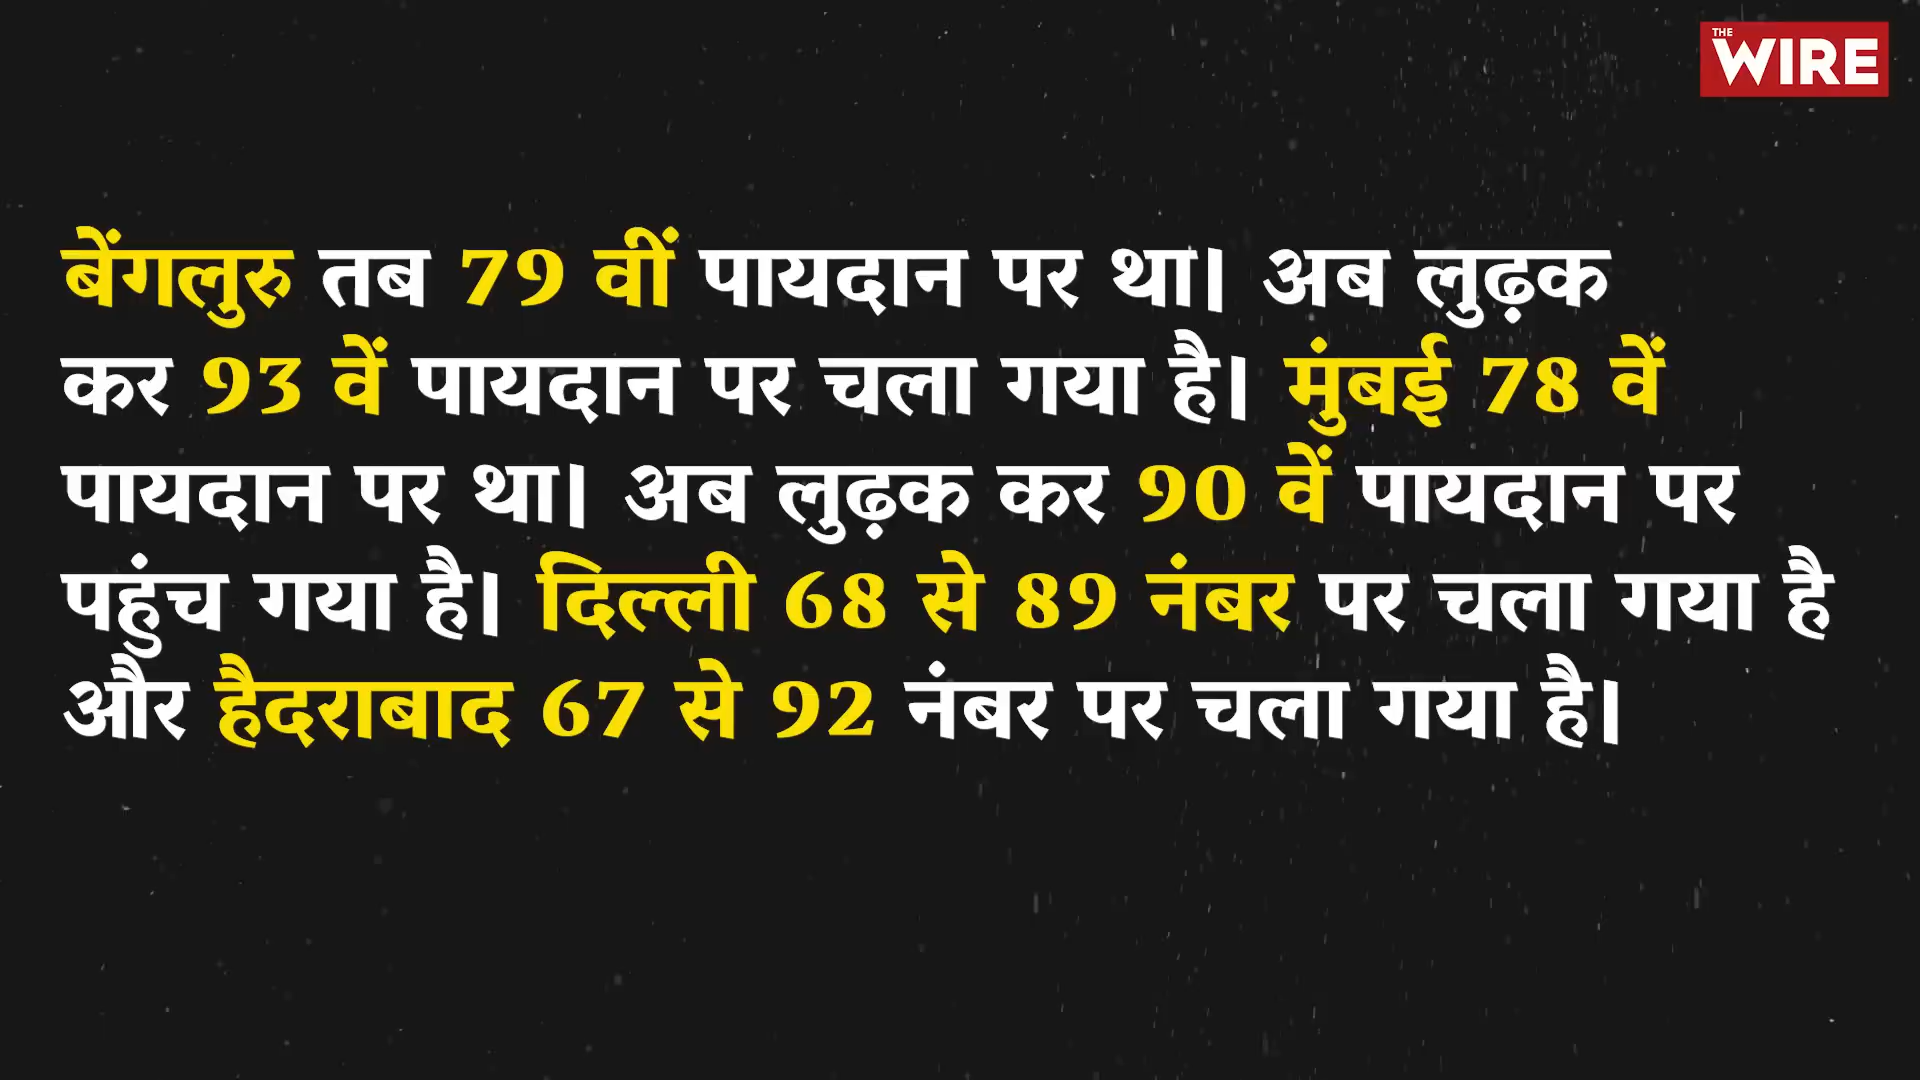 THE
WIRE
बेंगलुरु तब 79 वीं पायदान पर था। अब लुढ़क
कर 93 वें पायदान पर चला गया है। मुंबई 78 वें
पायदान पर था। अब लुढ़क कर 90 वें पायदान पर
पहुंच गया है। दिल्ली 68 से 89 नंबर पर चला गया है
और हैदराबाद 67 से 92 नंबर पर चला गया है।